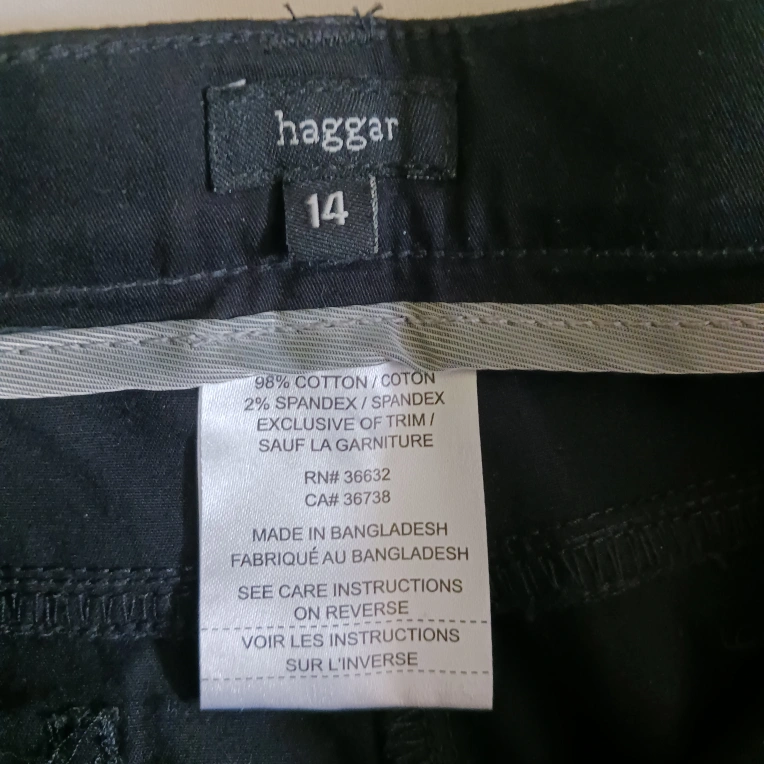 haggar
14
98% COTTON / COTON
2% SPANDEX / SPANDEX
EXCLUSIVE OF TRIM /
SAUF LA GARNITURE
RN# 36632
CA# 36738
MADE IN BANGLADESH
FABRIQUÉ AU BANGLADESH
SEE CARE INSTRUCTIONS
ON REVERSE
VOIR LES INSTRUCTIONS
SUR L'INVERSE